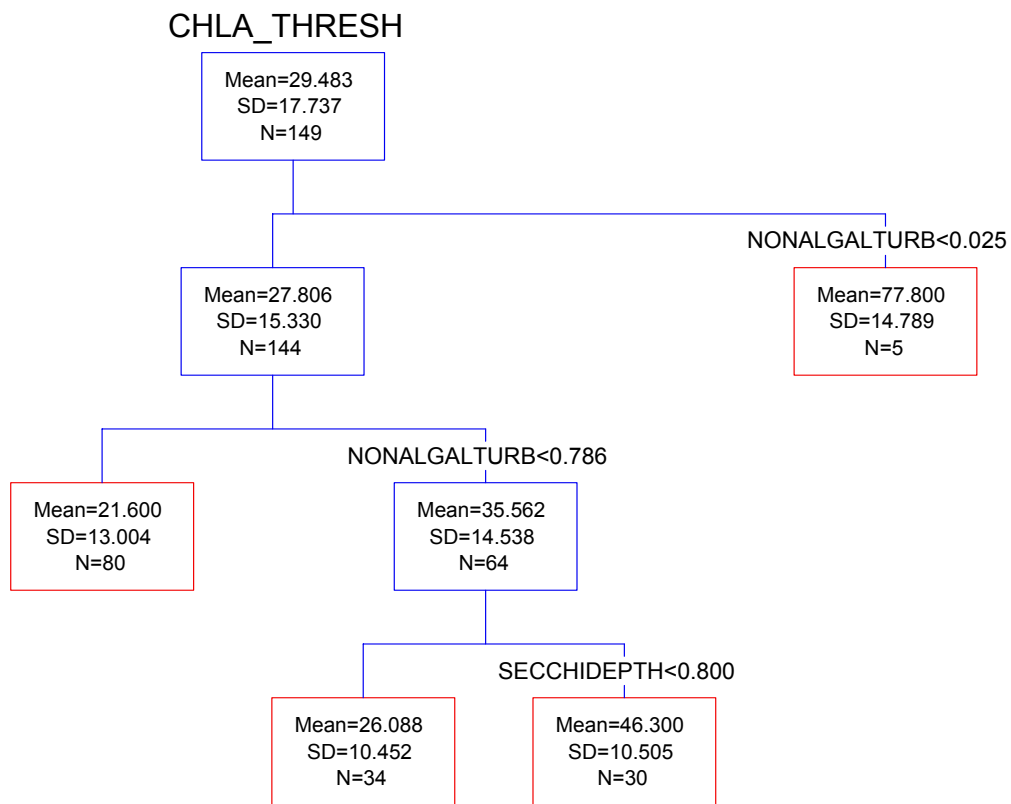 CHLA_THRESH
Mean=29.483
SD=17.737
N=149
NONALGALTURB<0.025
Mean=27.806
SD=15.330
N=144
Mean=77.800
SD=14.789
N=5
NONALGALTURB<0.786
Mean=21.600
SD=13.004
N=80
Mean=35.562
SD=14.538
N=64
SECCHIDEPTH<0.800
Mean=26.088
SD=10.452
N=34
Mean=46.300
SD=10.505
N=30